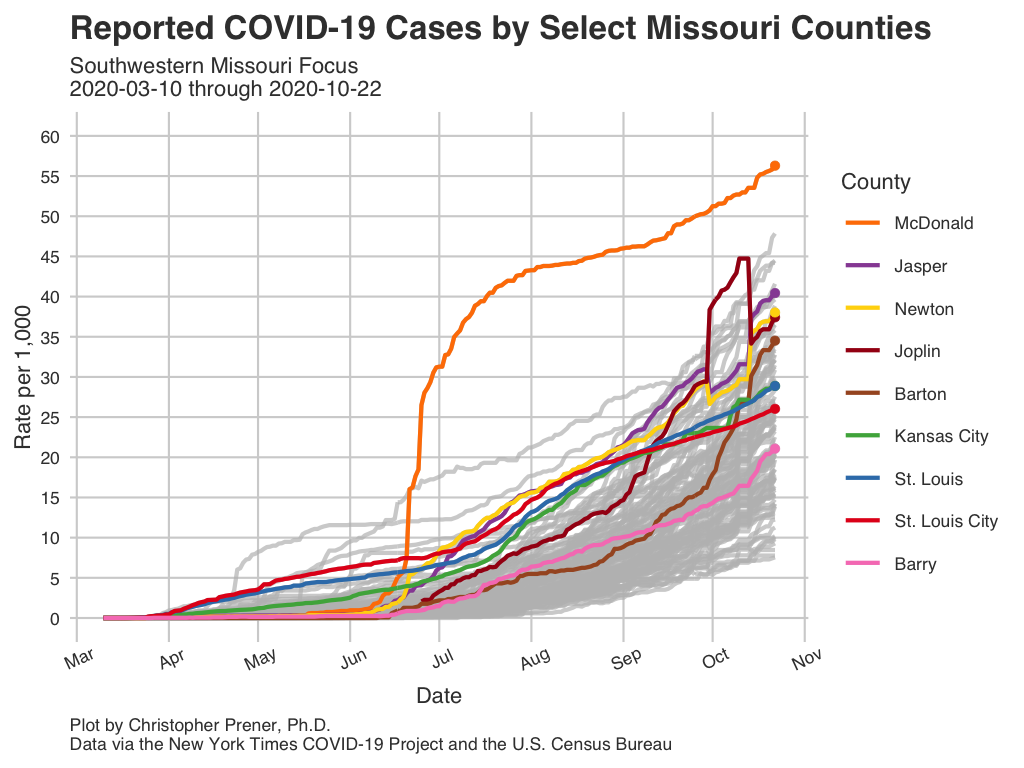 Reported COVID-19 Cases by Select Missouri Counties
Southwestern Missouri Focus
2020-03-10 through 2020-10-22
Rate per 1,000
60
55
50
45
40
35
30
25
20
15
10
5
0
Mar
Apr
May
Jun
Jul
Aug
Sep
Oct
Nov
Date
County
McDonald
Jasper
Newton
Joplin
Barton
Kansas City
St. Louis
St. Louis City
Barry
Plot by Christopher Prener, Ph.D.
Data via the New York Times COVID-19 Project and the U.S. Census Bureau